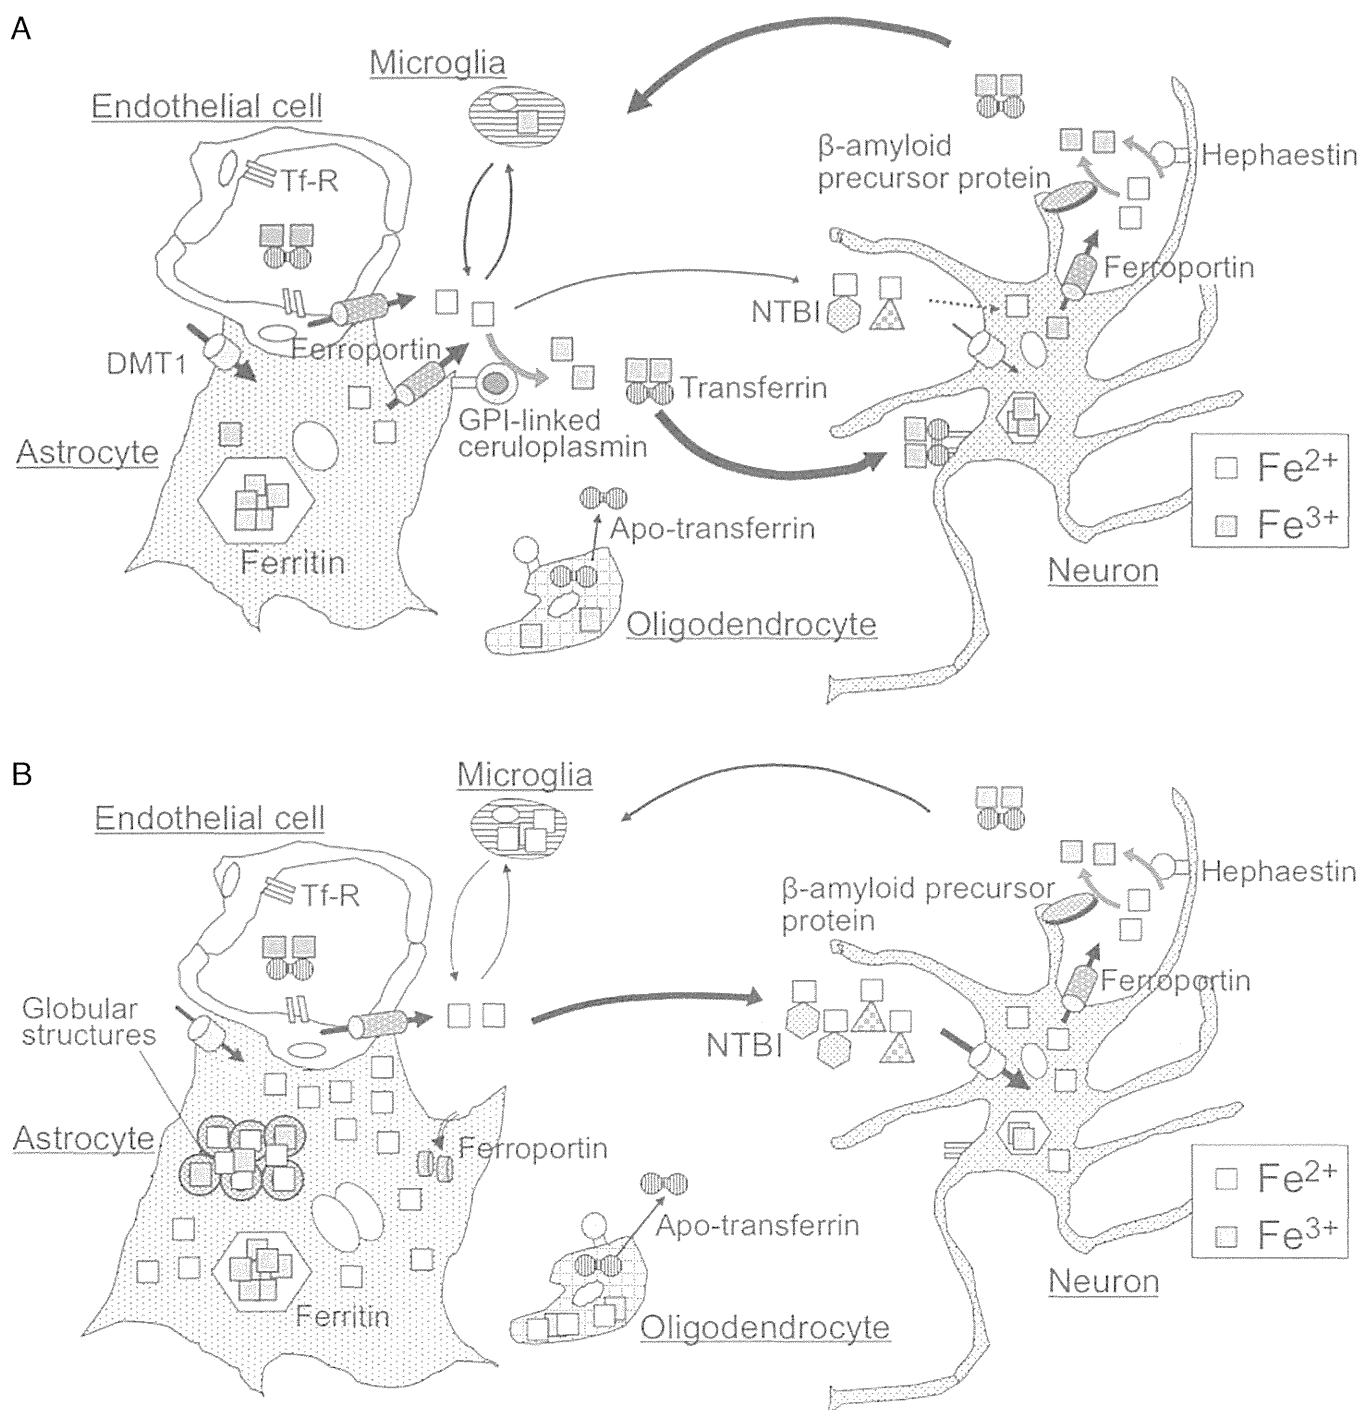 A
Microglia
Endothelial cell
Tf-R
β-amyloid
precursor protein
Hephaestin
Ferroportin
NTBI
DMT1
Ferroportin
Transferrin
GPI-linked
ceruloplasmin
Astrocyte
Fe2+
Fe3+
Apo-transferrin
Ferritin
Neuron
Oligodendrocyte
B
Microglia
Endothelial cell
Tf-R
Hephaestin
β-amyloid precursor
protein
Ferroportin
Globular
structures
NTBI
Astrocyte
Ferroportin
Fe2+
Fe3+
Apo-transferrin
Neuron
Ferritin
Oligodendrocyte